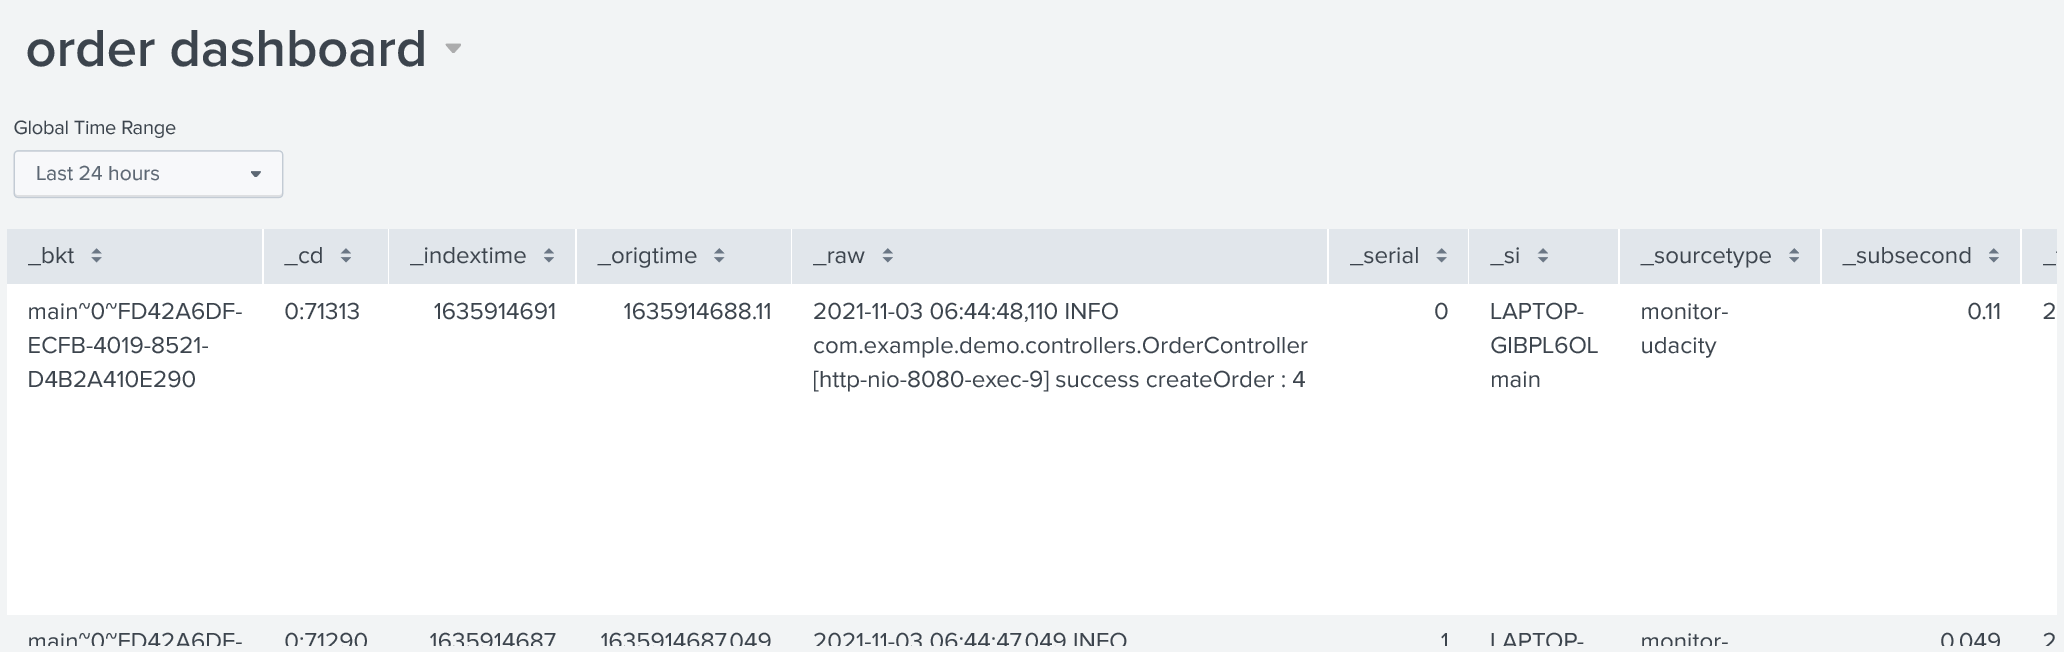 order dashboard
Global Time Range
Last 24 hours
_bkt _cd _indextime _origtime _raw _serial _si _sourcetype _subsecond
main~0~FD42A6DF- 0:71313 1635914691 1635914688.11 2021-11-03 06:44:48,110 INFO 0 LAPTOP- monitor- 0.11 2
ECFB-4019-8521- com.example.demo.controllers.OrderController GIBPL6OL udacity
D4B2A410E290 [http-nio-8080-exec-9] success createOrder : 4 main
main~0~FD42A6DF- 0:71290 1635914687 1635914687.049 2021-11-03 06:44:47,049 INFO 1 LAPTOP- monitor- 0.049 2